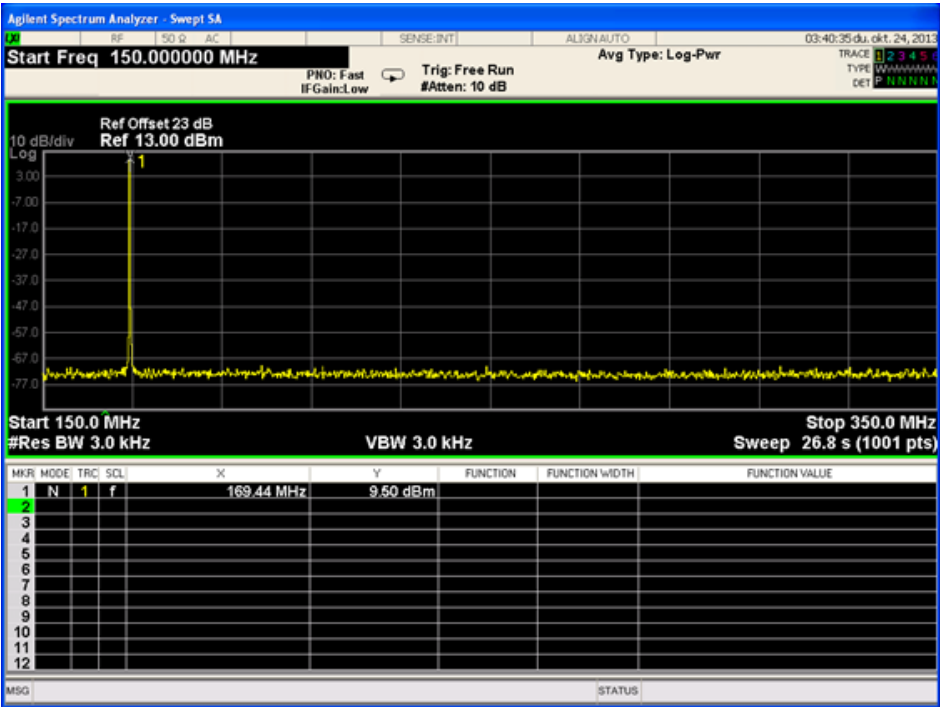 Agilent Spectrum Analyzer - Swept SA
LXI RF 50 Ω AC SENSE:INT ALIGNAUTO 03:40:35 du. okt. 24, 2013
Start Freq 150.000000 MHz
Avg Type: Log-Pwr
TRACE 1 2 3 4 5 6
PNO: Fast Trig: Free Run
TYPE
IFGain:Low #Atten: 10 dB
DET P N N N N N
Ref Offset 23 dB
10 dB/div Ref 13.00 dBm
Log
1
3.00
-7.00
-17.0
-27.0
-37.0
-47.0
-57.0
-67.0
-77.0
Start 150.0 MHz Stop 350.0 MHz
#Res BW 3.0 kHz VBW 3.0 kHz Sweep 26.8 s (1001 pts)
MKR MODE TRC SCL X Y FUNCTION FUNCTION WIDTH FUNCTION VALUE
1 N 1 f 169.44 MHz 9.50 dBm
2
3
4
5
6
7
8
9
10
11
12
MSG STATUS